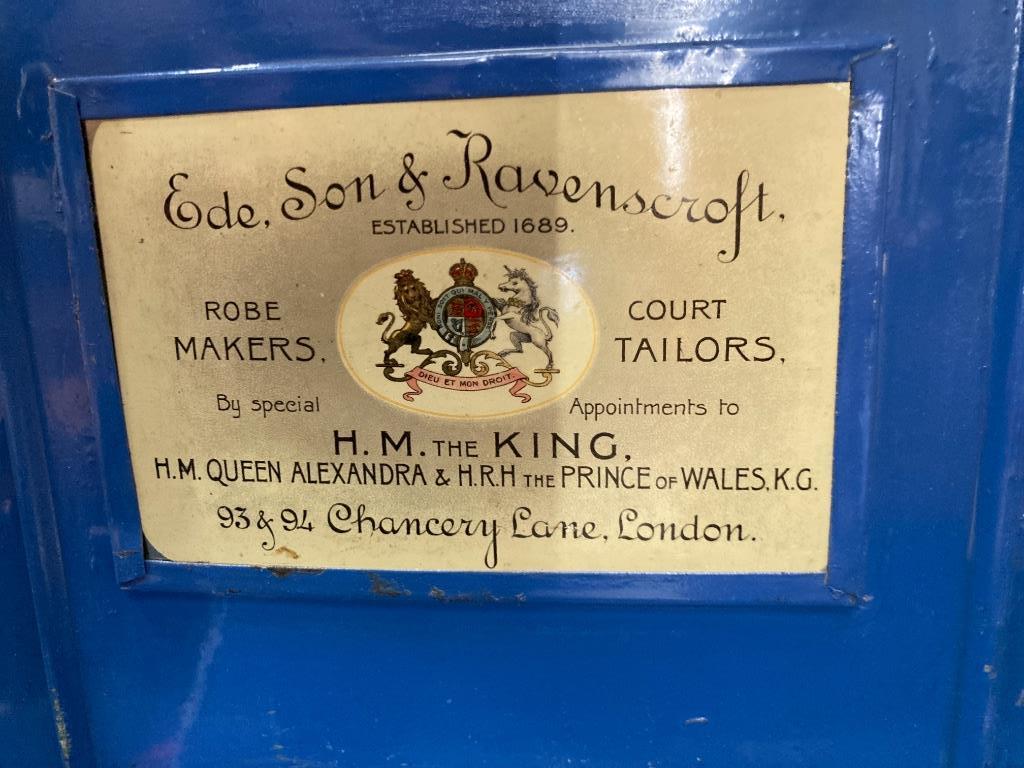 Ede, Son & Ravenscroft,
ESTABLISHED 1689.
ROBE MAKERS,
COURT TAILORS,
DIEU ET MON DROIT.
By special Appointments to
H.M. THE KING,
H.M. QUEEN ALEXANDRA & H.R.H THE PRINCE OF WALES, K.G.
93 & 94 Chancery Lane, London.